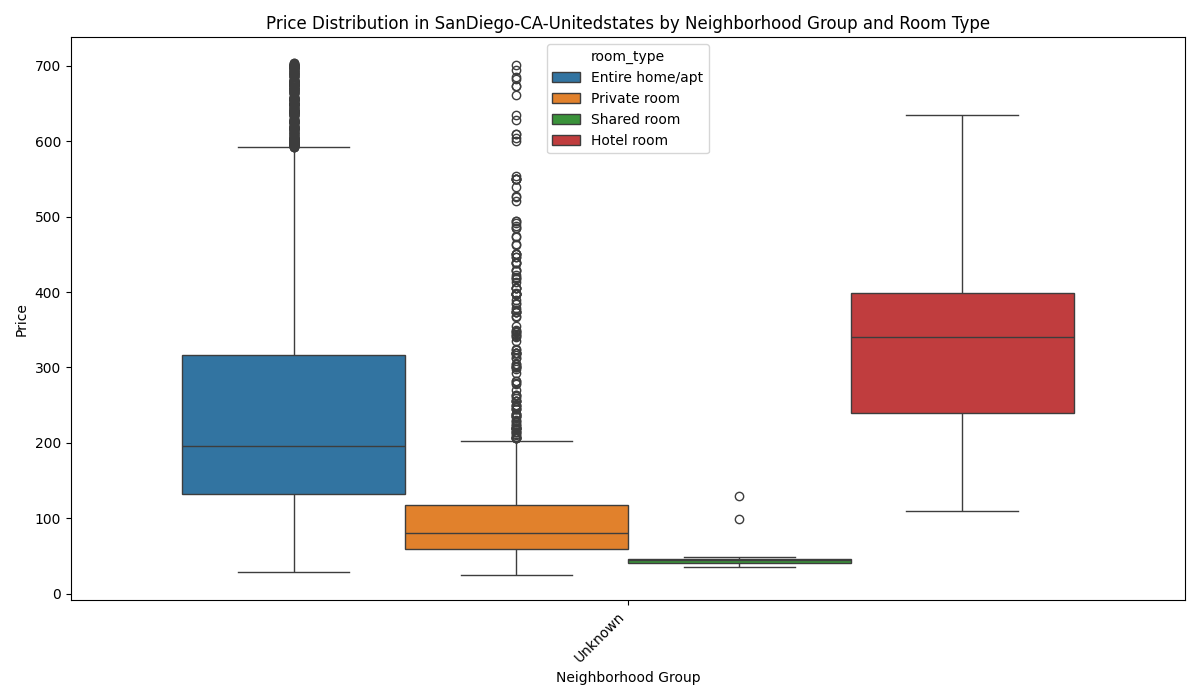 Price Distribution in SanDiego-CA-Unitedstates by Neighborhood Group and Room Type
room_type
Entire home/apt
Private room
Shared room
Hotel room
700
600
500
400
300
200
100
0
Price
Unknown
Neighborhood Group